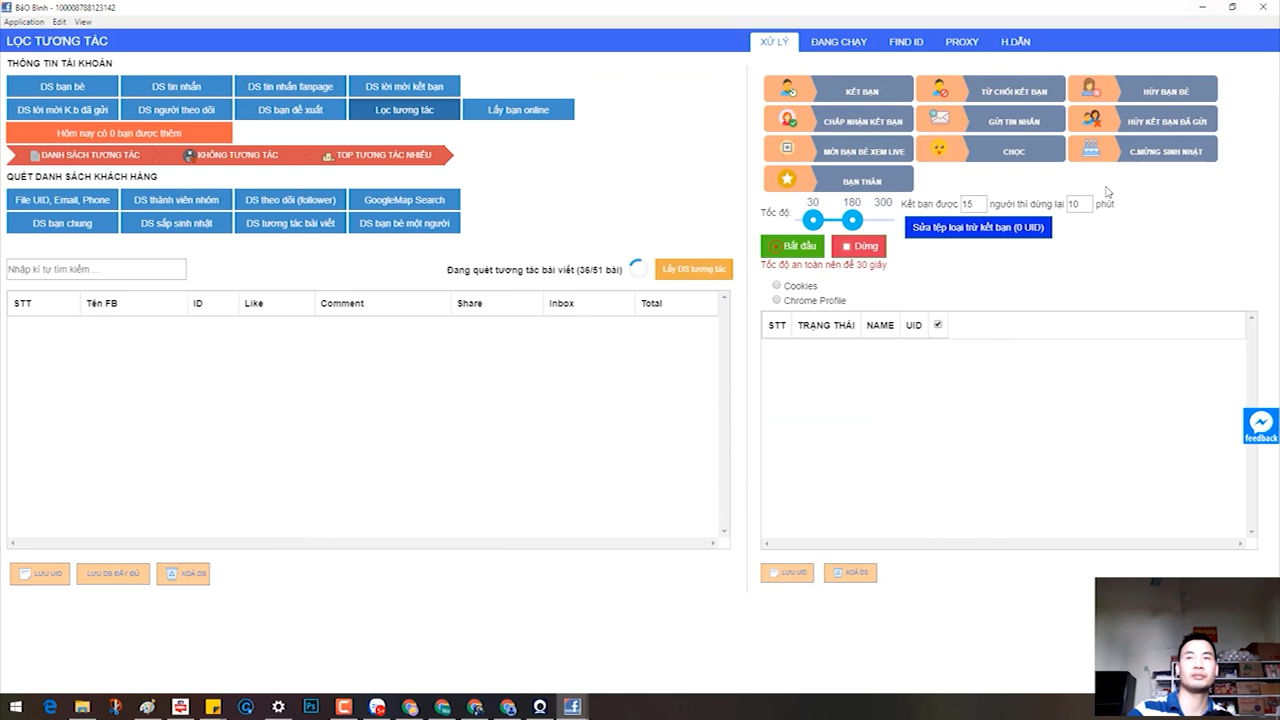 BảO Bình - 100008788123142
Application Edit View
LỌC TƯƠNG TÁC
XỬ LÝ ĐANG CHẠY FIND ID PROXY H.DẪN
THÔNG TIN TÀI KHOẢN
DS bạn bè DS tin nhắn DS tin nhắn fanpage DS lời mời kết bạn
DS lời mời K.b đã gửi DS người theo dõi DS bạn đề xuất Lọc tương tác Lấy bạn online
Hôm nay có 0 bạn được thêm
DANH SÁCH TƯƠNG TÁC KHÔNG TƯƠNG TÁC TOP TƯƠNG TÁC NHIỀU
QUÉT DANH SÁCH KHÁCH HÀNG
File UID, Email, Phone DS thành viên nhóm DS theo dõi (follower) GoogleMap Search
DS bạn chung DS sắp sinh nhật DS tương tác bài viết DS bạn bè một người
Nhập kí tự tìm kiếm ...
Đang quét tương tác bài viết (36/51 bài) Lấy DS tương tác
STT Tên FB ID Like Comment Share Inbox Total
LƯU UID LƯU DS ĐẦY ĐỦ XOÁ DS
KẾT BẠN TỪ CHỐI KẾT BẠN HỦY BẠN BÈ
CHẤP NHẬN KẾT BẠN GỬI TIN NHẮN HỦY KẾT BẠN ĐÃ GỬI
MỜI BẠN BÈ XEM LIVE CHỌC C.MỪNG SINH NHẬT
BẠN THÂN
Tốc độ: 30 180 300
Kết bạn được 15 người thì dừng lại 10 phút
Sửa tệp loại trừ kết bạn (0 UID)
Bắt đầu Dừng
Tốc độ an toàn nên để 30 giây
Cookies
Chrome Profile
STT TRẠNG THÁI NAME UID
LƯU UID XOÁ DS
feedback